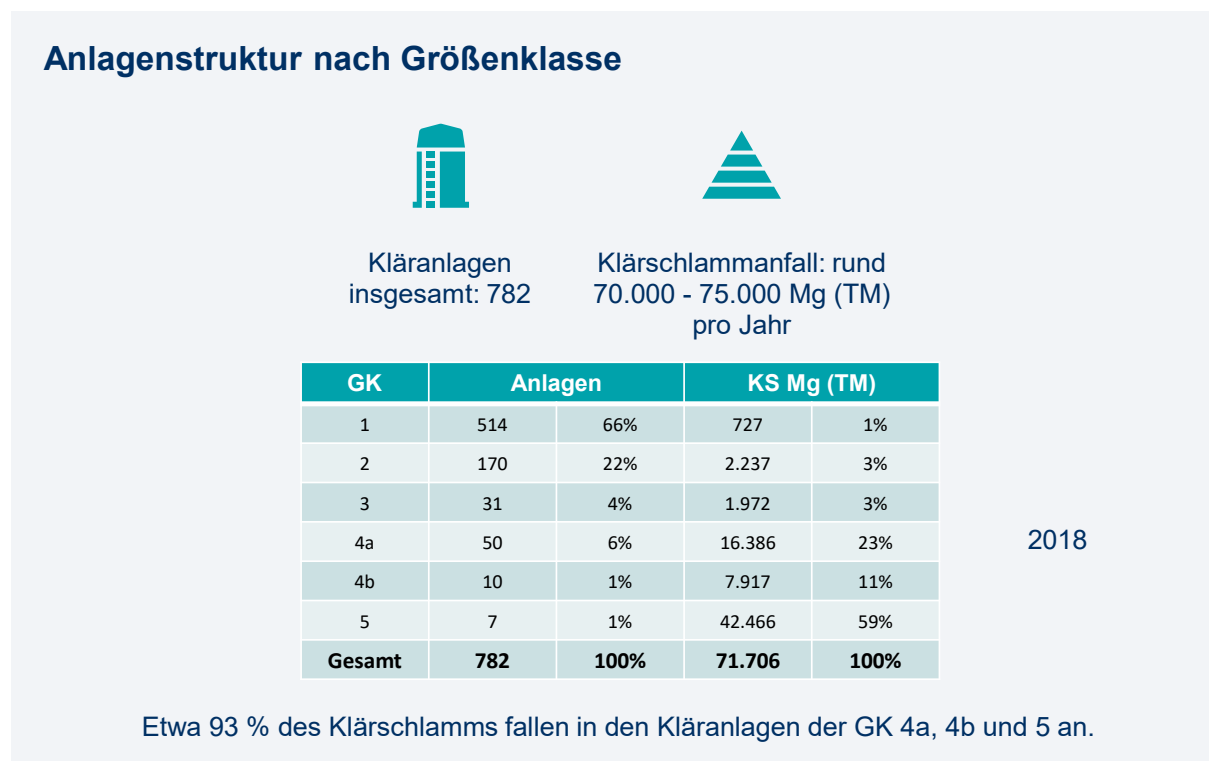 Anlagenstruktur nach Größenklasse
Kläranlagen
insgesamt: 782
Klärschlammanfall: rund
70.000 - 75.000 Mg (TM)
pro Jahr
GK Anlagen KS Mg (TM)
1 514 66% 727 1%
2 170 22% 2.237 3%
3 31 4% 1.972 3%
4a 50 6% 16.386 23%
4b 10 1% 7.917 11%
5 7 1% 42.466 59%
Gesamt 782 100% 71.706 100%
2018
Etwa 93 % des Klärschlamms fallen in den Kläranlagen der GK 4a, 4b und 5 an.